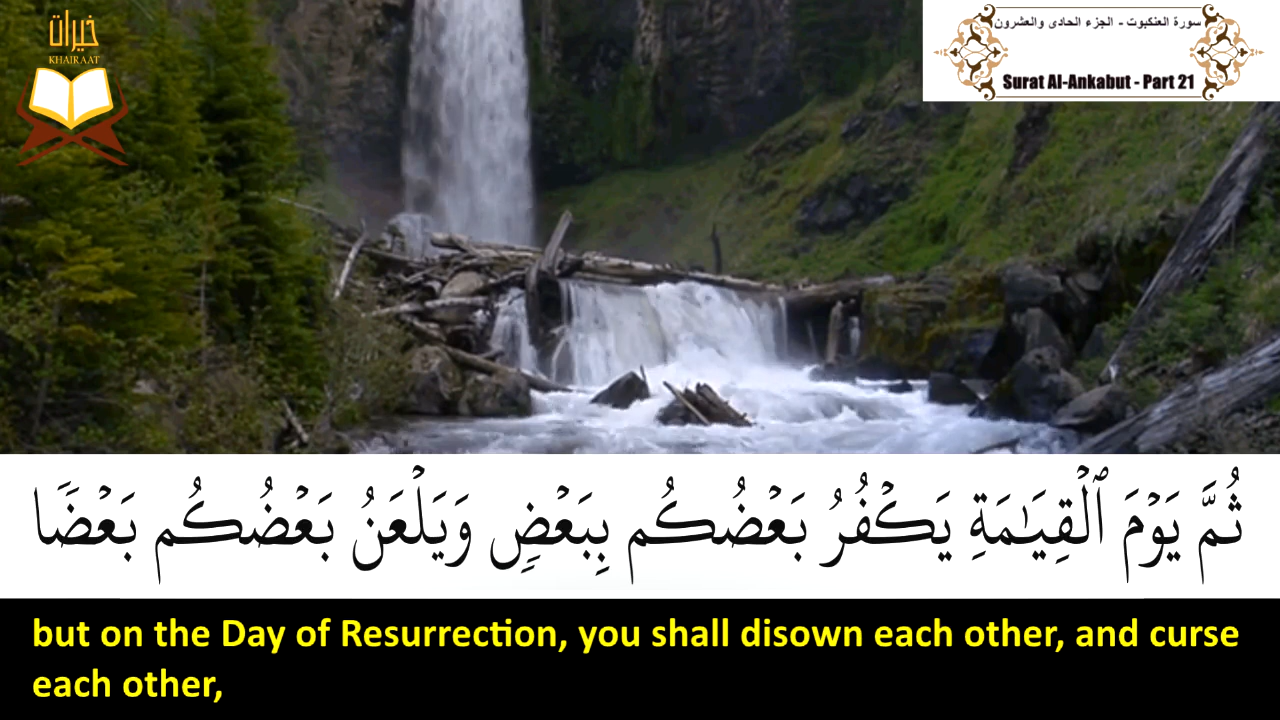 خيرات
KHAIRAAT
سورة العنكبوت - الجزء الحادى والعشرون
Surat Al-Ankabut - Part 21
ثُمَّ يَوْمَ ٱلْقِيَـٰمَةِ يَكْفُرُ بَعْضُكُم بِبَعْضٍ وَيَلْعَنُ بَعْضُكُم بَعْضًا
but on the Day of Resurrection, you shall disown each other, and curse
each other,